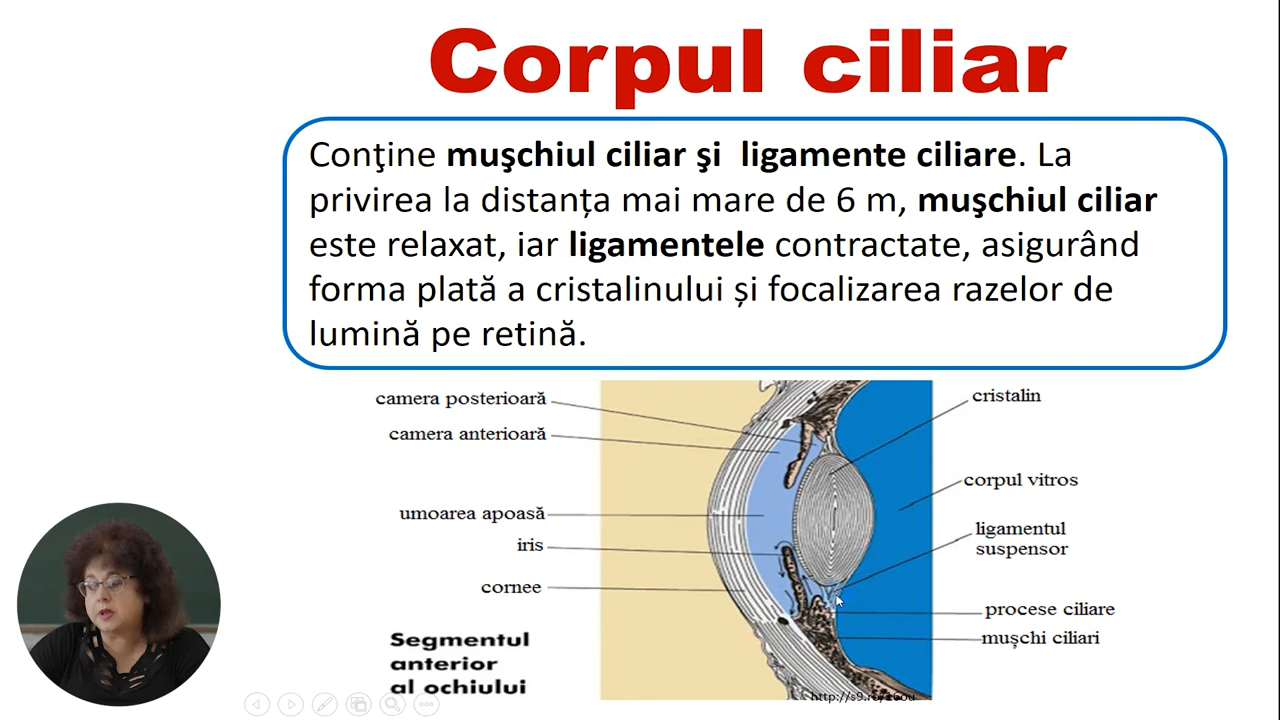 Corpul ciliar
Conţine muşchiul ciliar şi ligamente ciliare. La
privirea la distanța mai mare de 6 m, muşchiul ciliar
este relaxat, iar ligamentele contractate, asigurând
forma plată a cristalinului și focalizarea razelor de
lumină pe retină.
camera posterioară
camera anterioară
umoarea apoasă
iris
cornee
Segmentul
anterior
al ochiului
cristalin
corpul vitros
ligamentul
suspensor
procese ciliare
mușchi ciliari